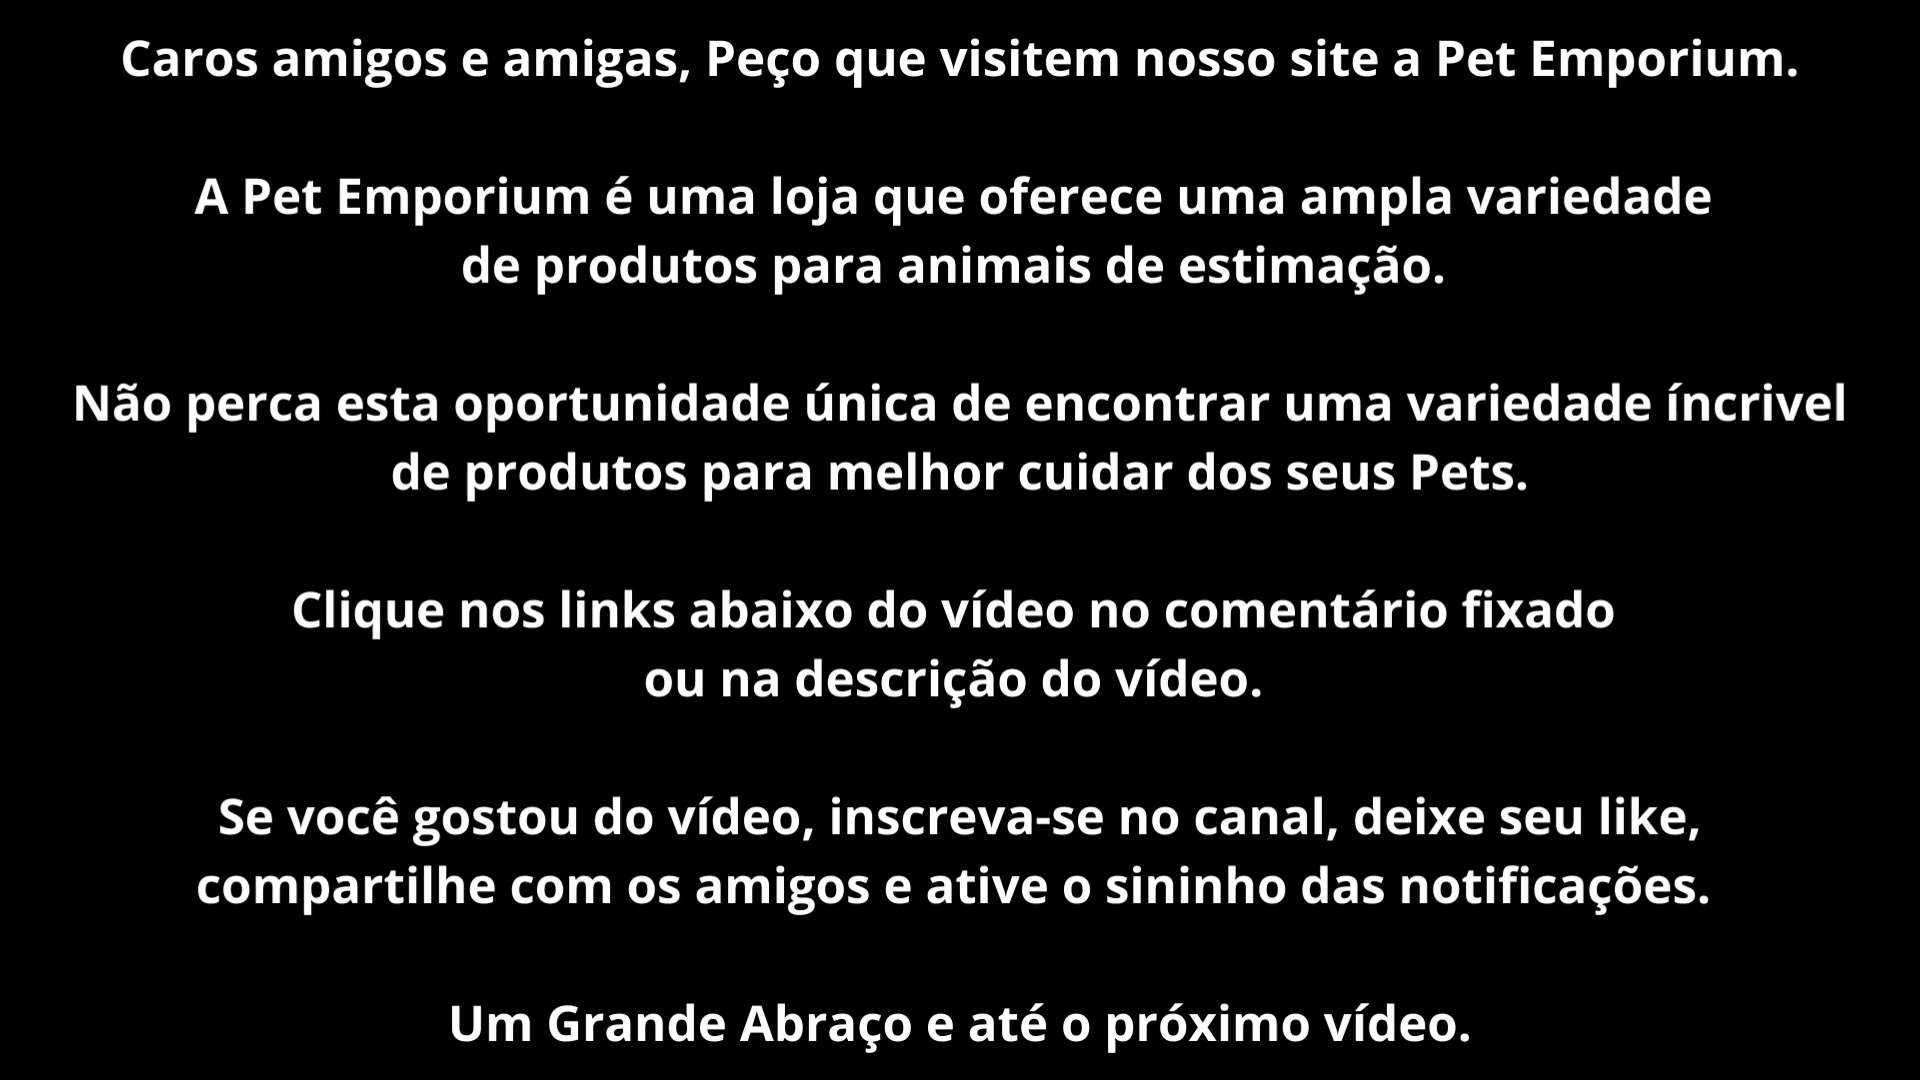 Caros amigos e amigas, Peço que visitem nosso site a Pet Emporium.
A Pet Emporium é uma loja que oferece uma ampla variedade
de produtos para animais de estimação.
Não perca esta oportunidade única de encontrar uma variedade íncrivel
de produtos para melhor cuidar dos seus Pets.
Clique nos links abaixo do vídeo no comentário fixado
ou na descrição do vídeo.
Se você gostou do vídeo, inscreva-se no canal, deixe seu like,
compartilhe com os amigos e ative o sininho das notificações.
Um Grande Abraço e até o próximo vídeo.